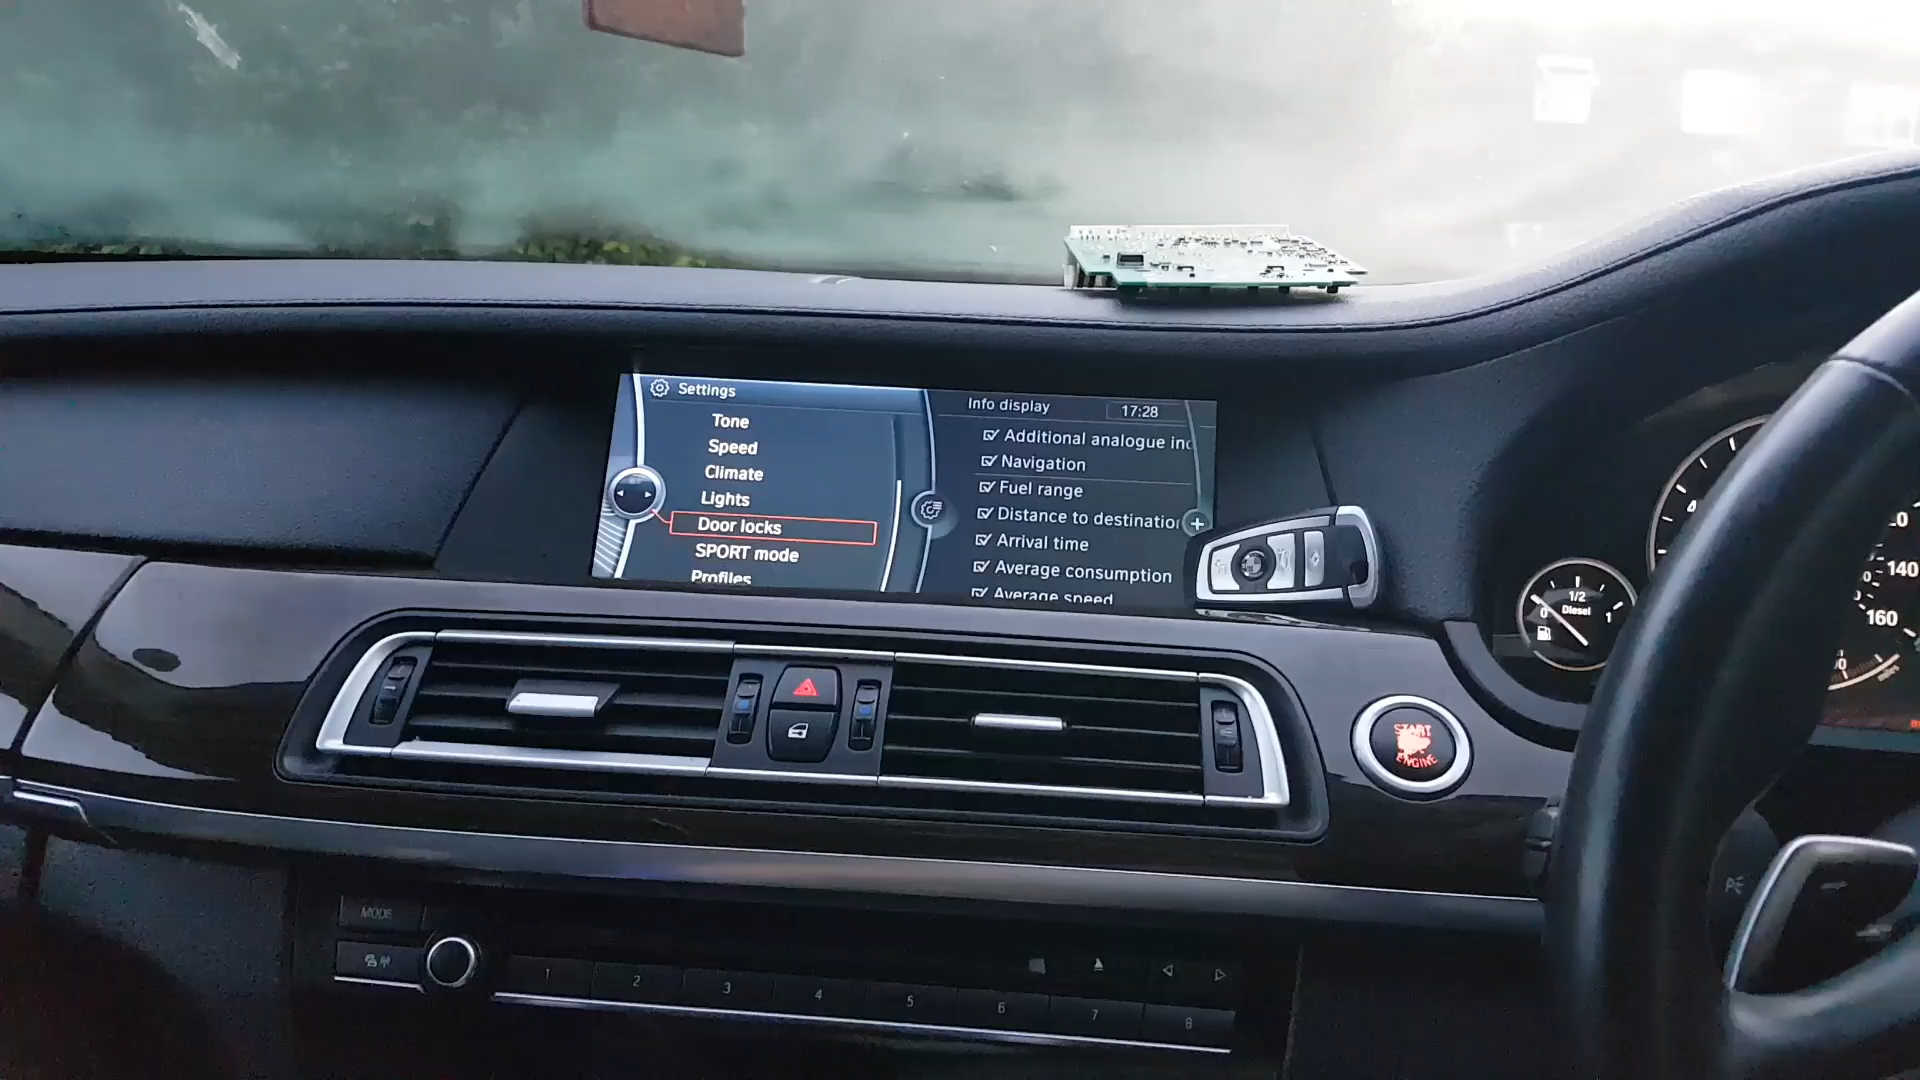 Settings
Tone
Speed
Climate
Lights
Door locks
SPORT mode
Profiles
Info display
17:28
Additional analogue inc
Navigation
Fuel range
Distance to destination
Arrival time
Average consumption
Average speed
1/2
0
Diesel
1
140
160
START
ENGINE
MODE
1
2
3
4
5
6
7
8